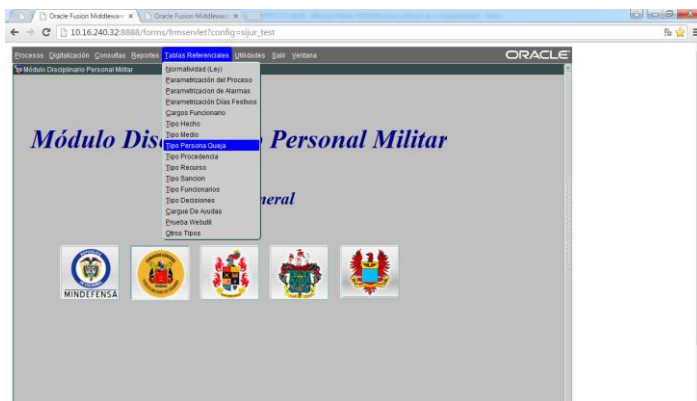 Oracle Fusion Middleware
Oracle Fusion Middleware
10.16.240.32:8888/forms/frmservlet?config=sijur_test
Procesos Digitalización Consultas Reportes Tablas Referenciales Utilidades Salir Ventana
ORACLE
Módulo Disciplinario Personal Militar
Normatividad (Ley)
Parametrización del Proceso
Parametrizacion de Alarmas
Parametrización Días Festivos
Cargos Funcionario
Tipo Hecho
Tipo Medio
Tipo Persona Queja
Tipo Procedencia
Tipo Recurso
Tipo Sancion
Tipo Funcionarios
Tipo Decisiones
Cargue De Ayudas
Prueba Webutil
Otros Tipos
Módulo Dis
Personal Militar
neral
MINDEFENSA